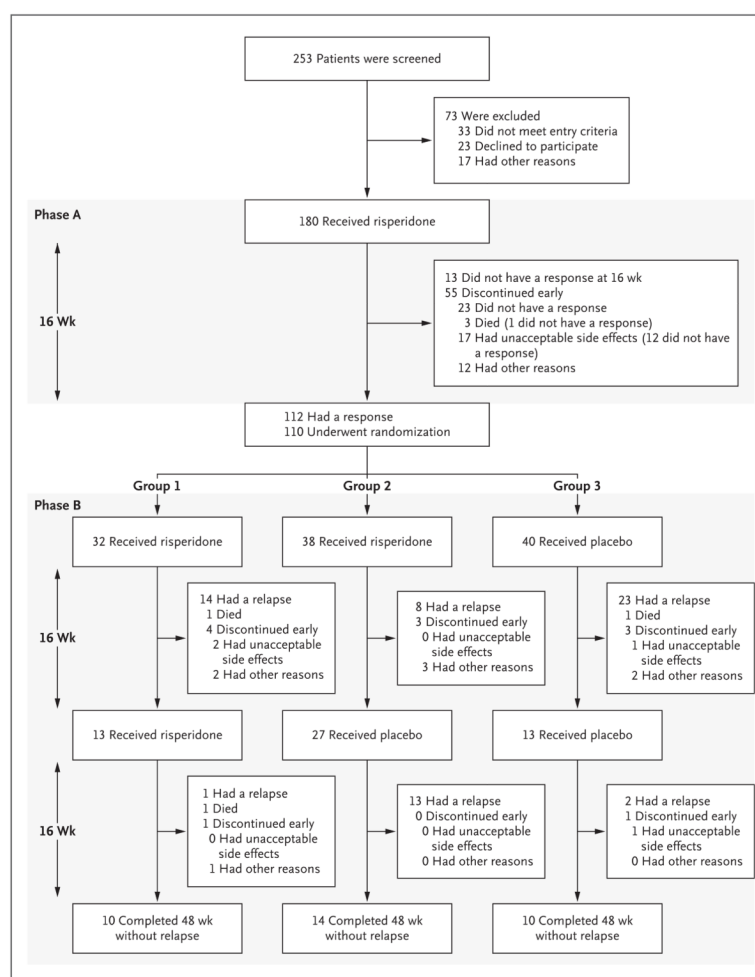 253 Patients were screened
73 Were excluded
33 Did not meet entry criteria
23 Declined to participate
17 Had other reasons
Phase A
180 Received risperidone
16 Wk
13 Did not have a response at 16 wk
55 Discontinued early
23 Did not have a response
3 Died (1 did not have a response)
17 Had unacceptable side effects (12 did not have
a response)
12 Had other reasons
112 Had a response
110 Underwent randomization
Group 1
Group 2
Group 3
Phase B
32 Received risperidone
38 Received risperidone
40 Received placebo
16 Wk
14 Had a relapse
1 Died
4 Discontinued early
2 Had unacceptable
side effects
2 Had other reasons
8 Had a relapse
3 Discontinued early
0 Had unacceptable
side effects
3 Had other reasons
23 Had a relapse
1 Died
3 Discontinued early
1 Had unacceptable
side effects
2 Had other reasons
13 Received risperidone
27 Received placebo
13 Received placebo
16 Wk
1 Had a relapse
1 Died
1 Discontinued early
0 Had unacceptable
side effects
1 Had other reasons
13 Had a relapse
0 Discontinued early
0 Had unacceptable
side effects
0 Had other reasons
2 Had a relapse
1 Discontinued early
1 Had unacceptable
side effects
0 Had other reasons
10 Completed 48 wk
without relapse
14 Completed 48 wk
without relapse
10 Completed 48 wk
without relapse